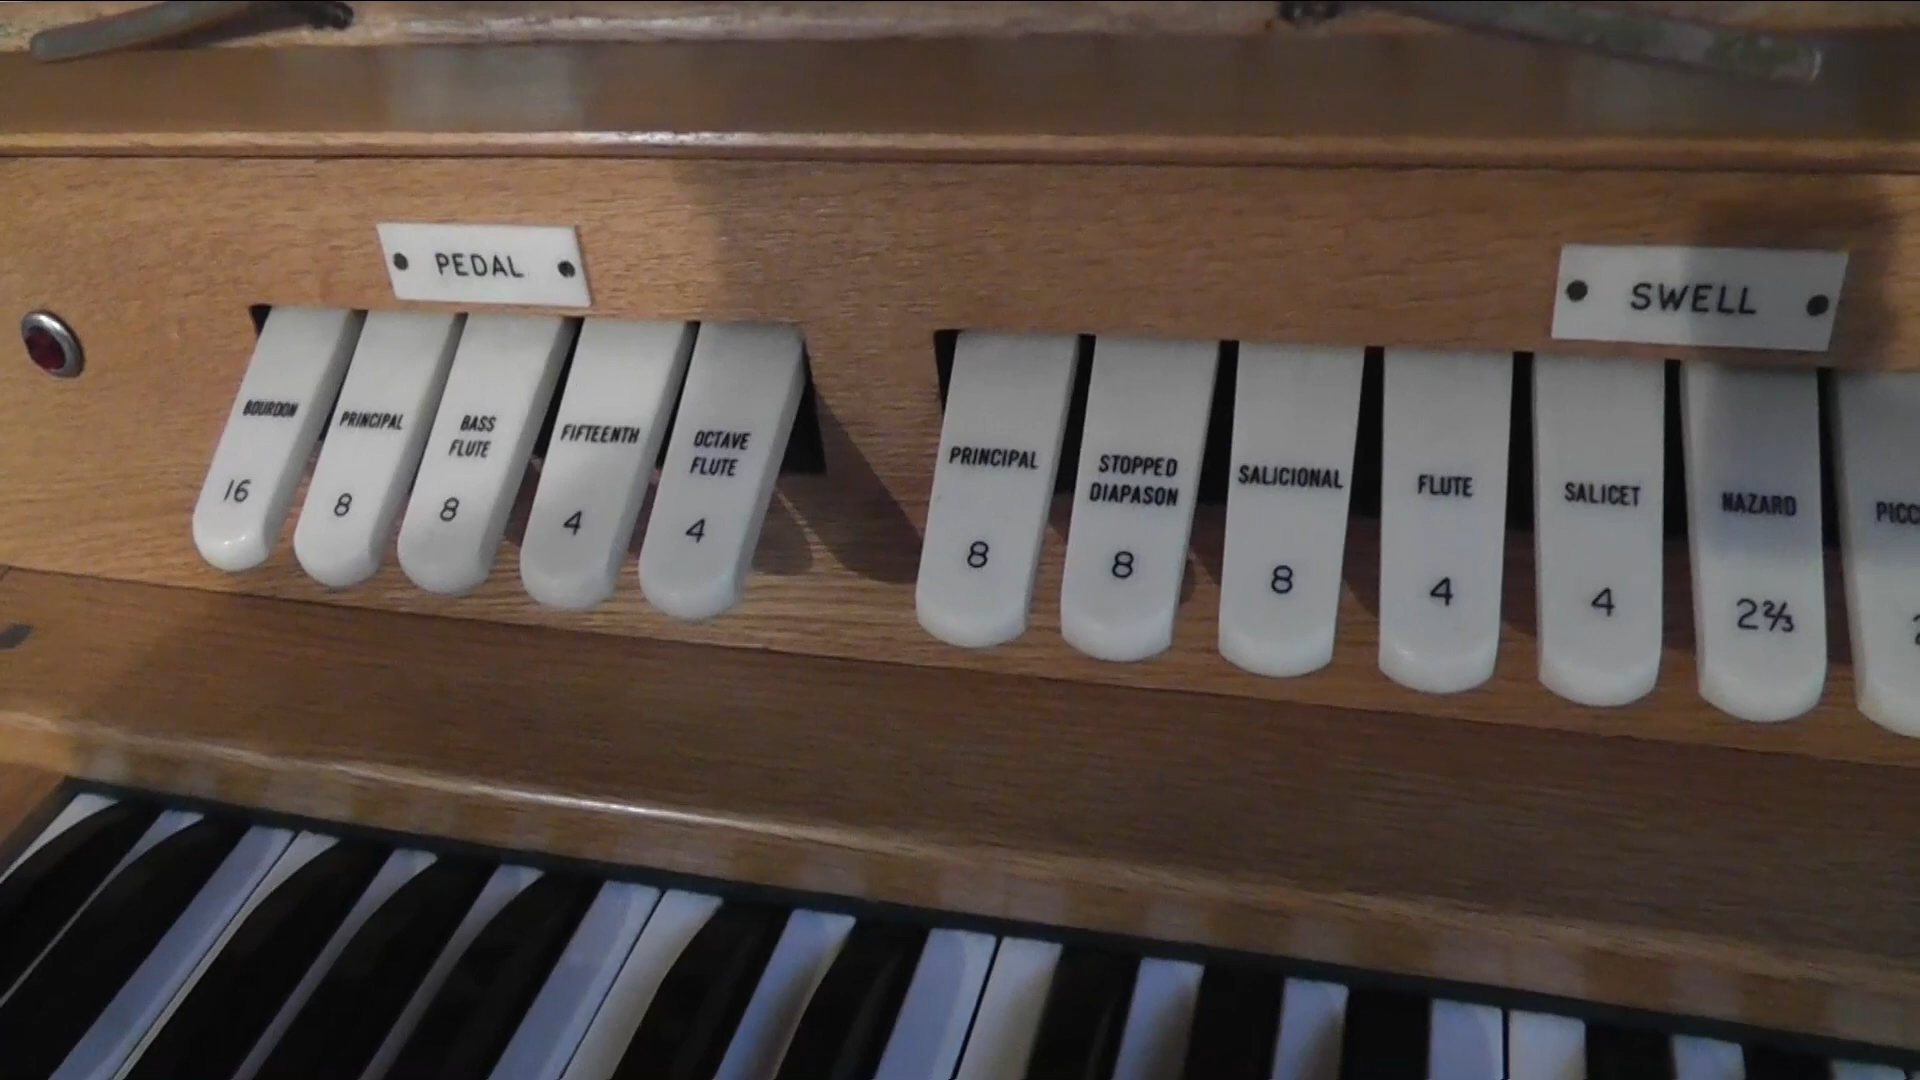 PEDAL
BOURDON
16
PRINCIPAL
8
BASS
FLUTE
8
FIFTEENTH
4
OCTAVE
FLUTE
4
SWELL
PRINCIPAL
8
STOPPED
DIAPASON
8
SALICIONAL
8
FLUTE
4
SALICET
4
NAZARD
2⅔
PICC